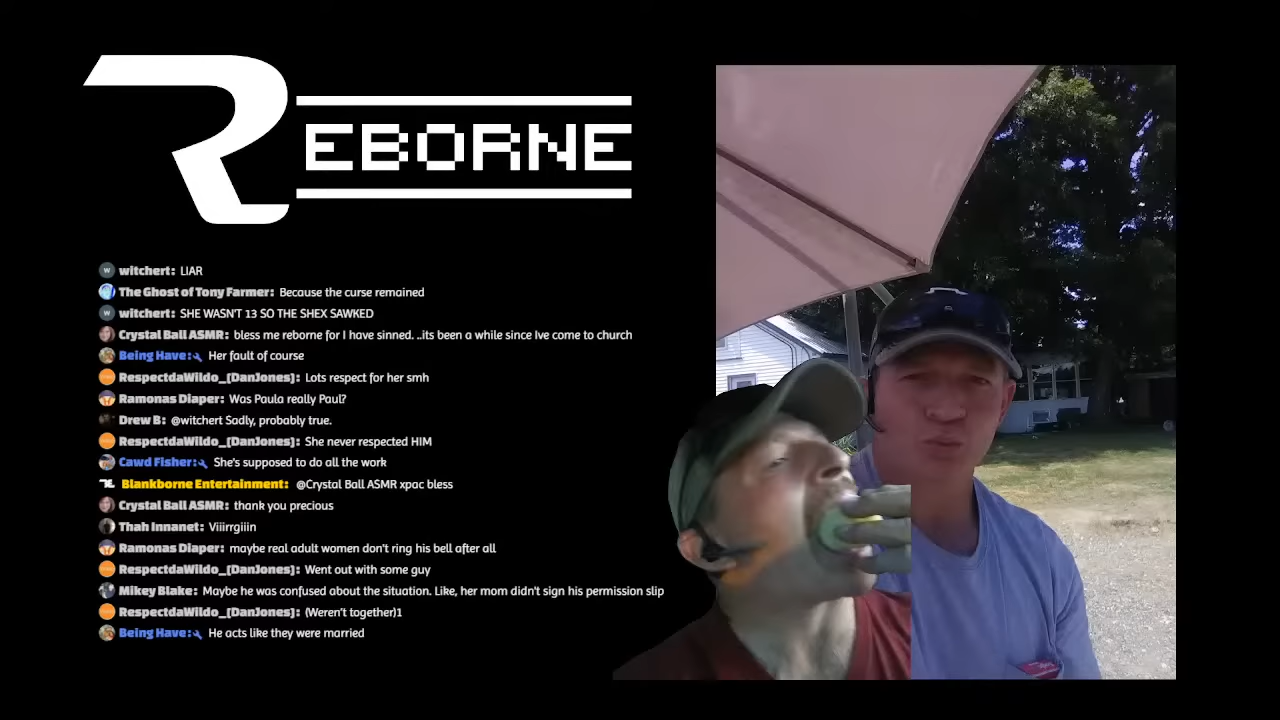 REBORNE
witchert: LIAR
The Ghost of Tony Farmer: Because the curse remained
witchert: SHE WASN'T 13 SO THE SHEX SAWKED
Crystal Ball ASMR: bless me reborne for I have sinned. ..its been a while since Ive come to church
Being Have: Her fault of course
RespectdaWildo_[DanJones]: Lots respect for her smh
Ramonas Diaper: Was Paula really Paul?
Drew B: @witchert Sadly, probably true.
RespectdaWildo_[DanJones]: She never respected HIM
Cawd Fisher: She's supposed to do all the work
Blankborne Entertainment: @Crystal Ball ASMR xpac bless
Crystal Ball ASMR: thank you precious
Thah Innanet: Viiirrgiiin
Ramonas Diaper: maybe real adult women don't ring his bell after all
RespectdaWildo_[DanJones]: Went out with some guy
Mikey Blake: Maybe he was confused about the situation. Like, her mom didn't sign his permission slip
RespectdaWildo_[DanJones]: (Weren't together)1
Being Have: He acts like they were married